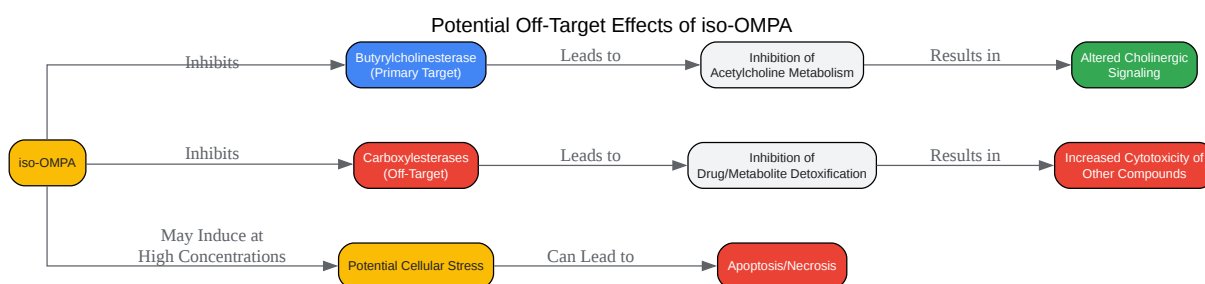 Potential Off-Target Effects of iso-OMPA
Inhibits
Butyrylcholinesterase
(Primary Target)
Leads to
Inhibition of
Acetylcholine Metabolism
Results in
Altered Cholinergic
Signaling
iso-OMPA
Inhibits
Carboxylesterases
(Off-Target)
Leads to
Inhibition of
Drug/Metabolite Detoxification
Results in
Increased Cytotoxicity of
Other Compounds
May Induce at
High Concentrations
Potential Cellular Stress
Can Lead to
Apoptosis/Necrosis